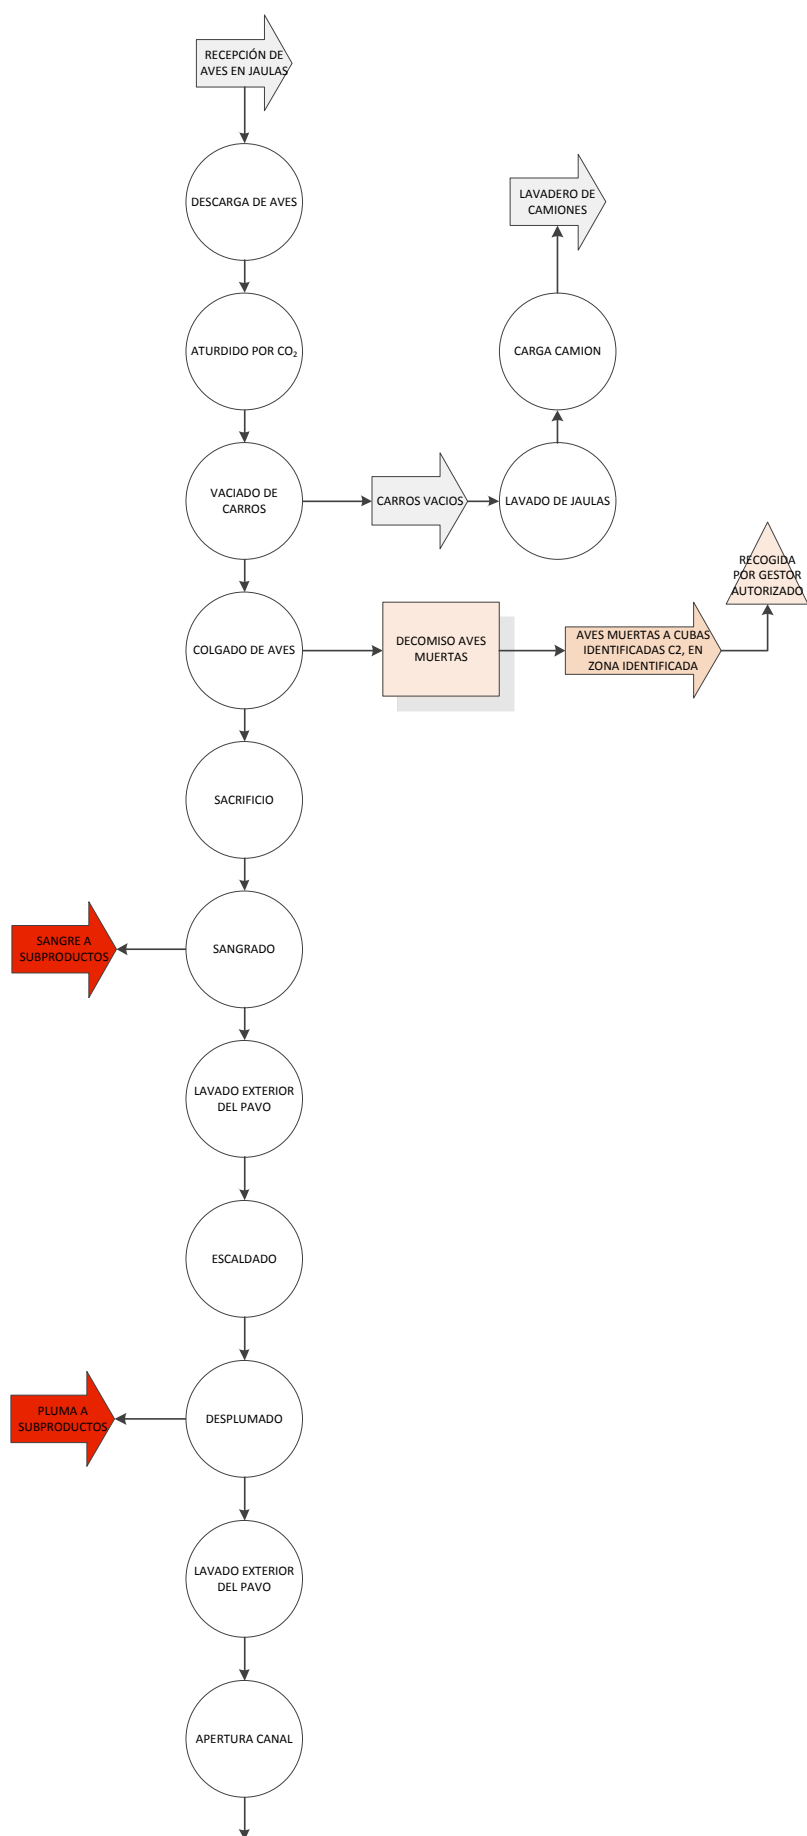 RECEPCIÓN DE
AVES EN JAULAS
DESCARGA DE AVES
LAVADERO DE
CAMIONES
ATURDIDO POR CO₂
CARGA CAMION
VACIADO DE
CARROS
CARROS VACIOS
LAVADO DE JAULAS
RECOGIDA
POR GESTOR
AUTORIZADO
COLGADO DE AVES
DECOMISO AVES
MUERTAS
AVES MUERTAS A CUBAS
IDENTIFICADAS C2, EN
ZONA IDENTIFICADA
SACRIFICIO
SANGRE A
SUBPRODUCTOS
SANGRADO
LAVADO EXTERIOR
DEL PAVO
ESCALDADO
PLUMA A
SUBPRODUCTOS
DESPLUMADO
LAVADO EXTERIOR
DEL PAVO
APERTURA CANAL